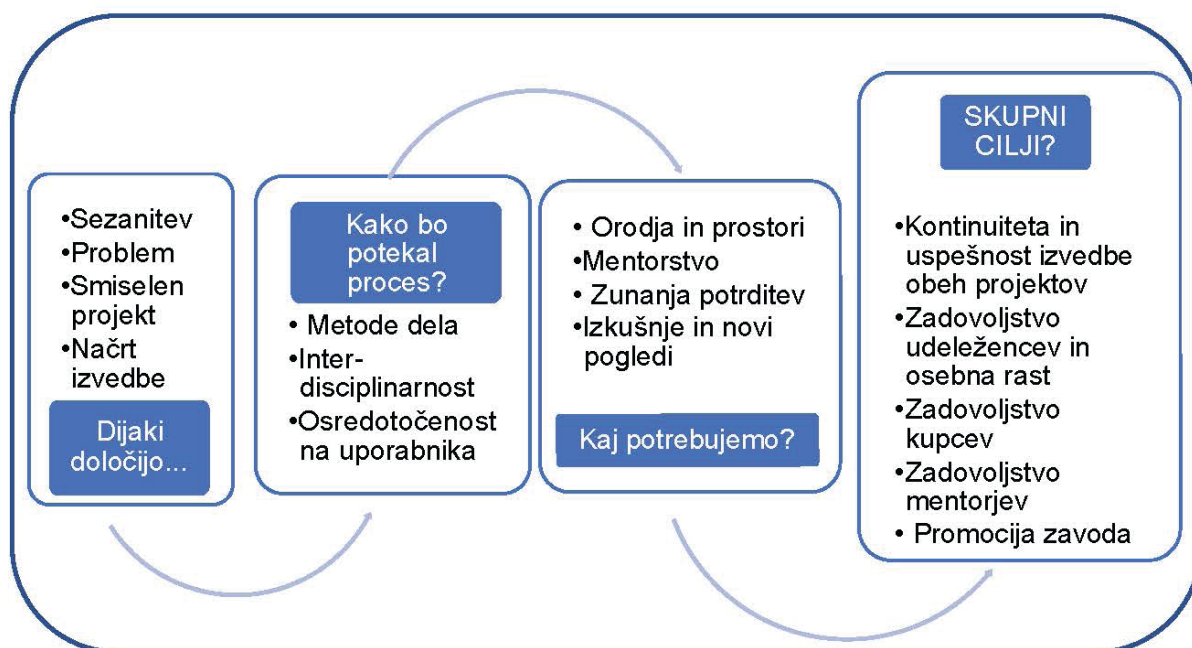 •Sezanitev
•Problem
•Smiselen
projekt
•Načrt
izvedbe
Dijaki
določijo...
Kako bo
potekal
proces?
• Metode dela
•Inter-
disciplinarnost
•Osredotočenost
na uporabnika
• Orodja in prostori
•Mentorstvo
• Zunanja potrditev
•Izkušnje in novi
pogledi
Kaj potrebujemo?
SKUPNI
CILJI?
•Kontinuiteta in
uspešnost izvedbe
obeh projektov
•Zadovoljstvo
udeležencev in
osebna rast
•Zadovoljstvo
kupcev
•Zadovoljstvo
mentorjev
• Promocija zavoda